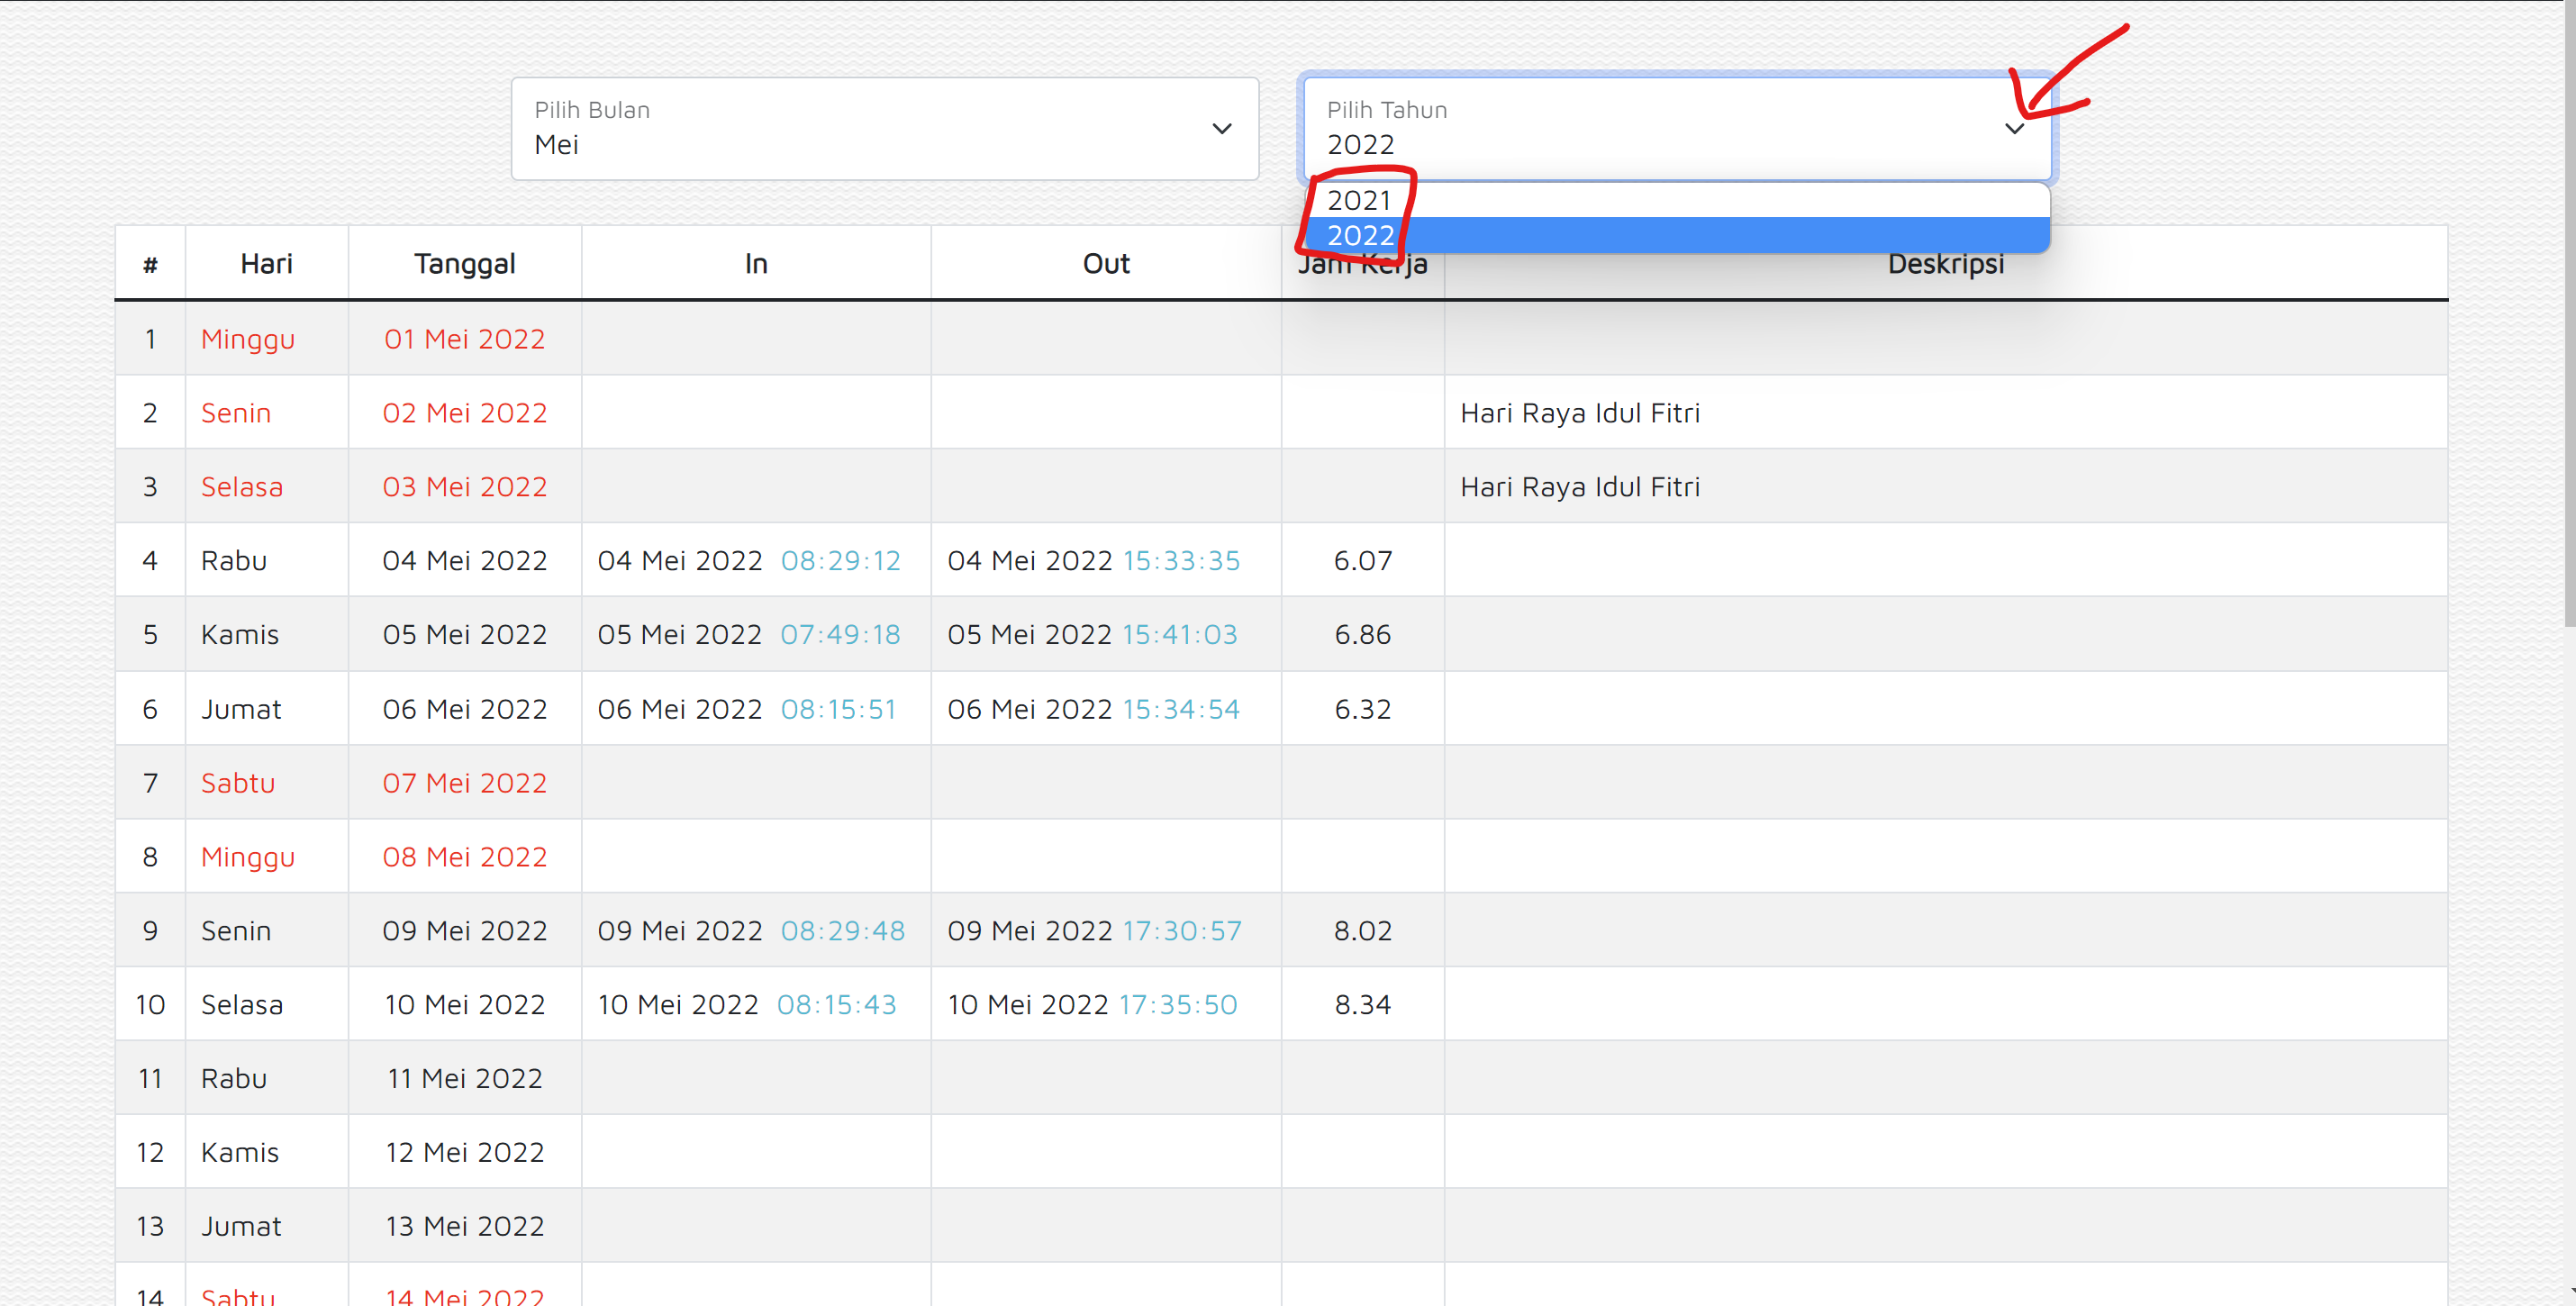 Pilih Bulan
Mei
Pilih Tahun
2022
2021
2022
# Hari Tanggal In Out Jam Kerja Deskripsi
1 Minggu 01 Mei 2022
2 Senin 02 Mei 2022 Hari Raya Idul Fitri
3 Selasa 03 Mei 2022 Hari Raya Idul Fitri
4 Rabu 04 Mei 2022 04 Mei 2022 08:29:12 04 Mei 2022 15:33:35 6.07
5 Kamis 05 Mei 2022 05 Mei 2022 07:49:18 05 Mei 2022 15:41:03 6.86
6 Jumat 06 Mei 2022 06 Mei 2022 08:15:51 06 Mei 2022 15:34:54 6.32
7 Sabtu 07 Mei 2022
8 Minggu 08 Mei 2022
9 Senin 09 Mei 2022 09 Mei 2022 08:29:48 09 Mei 2022 17:30:57 8.02
10 Selasa 10 Mei 2022 10 Mei 2022 08:15:43 10 Mei 2022 17:35:50 8.34
11 Rabu 11 Mei 2022
12 Kamis 12 Mei 2022
13 Jumat 13 Mei 2022
14 Sabtu 14 Mei 2022